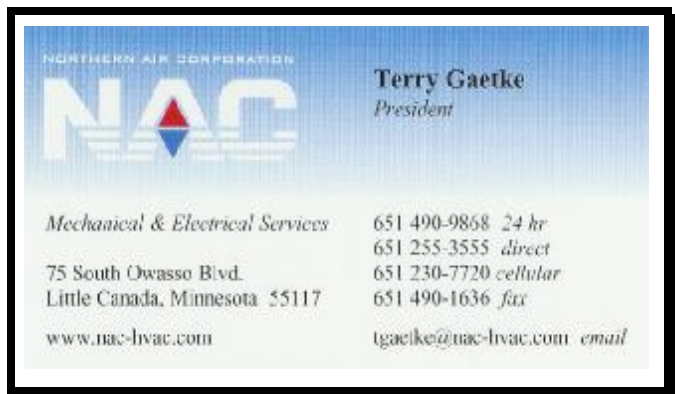 NORTHERN AIR CORPORATION
NAC
Terry Gaetke
President
Mechanical & Electrical Services
75 South Owasso Blvd.
Little Canada, Minnesota 55117
www.nac-hvac.com
651 490-9868 24 hr
651 255-3555 direct
651 230-7720 cellular
651 490-1636 fax
tgaetke@nac-hvac.com email